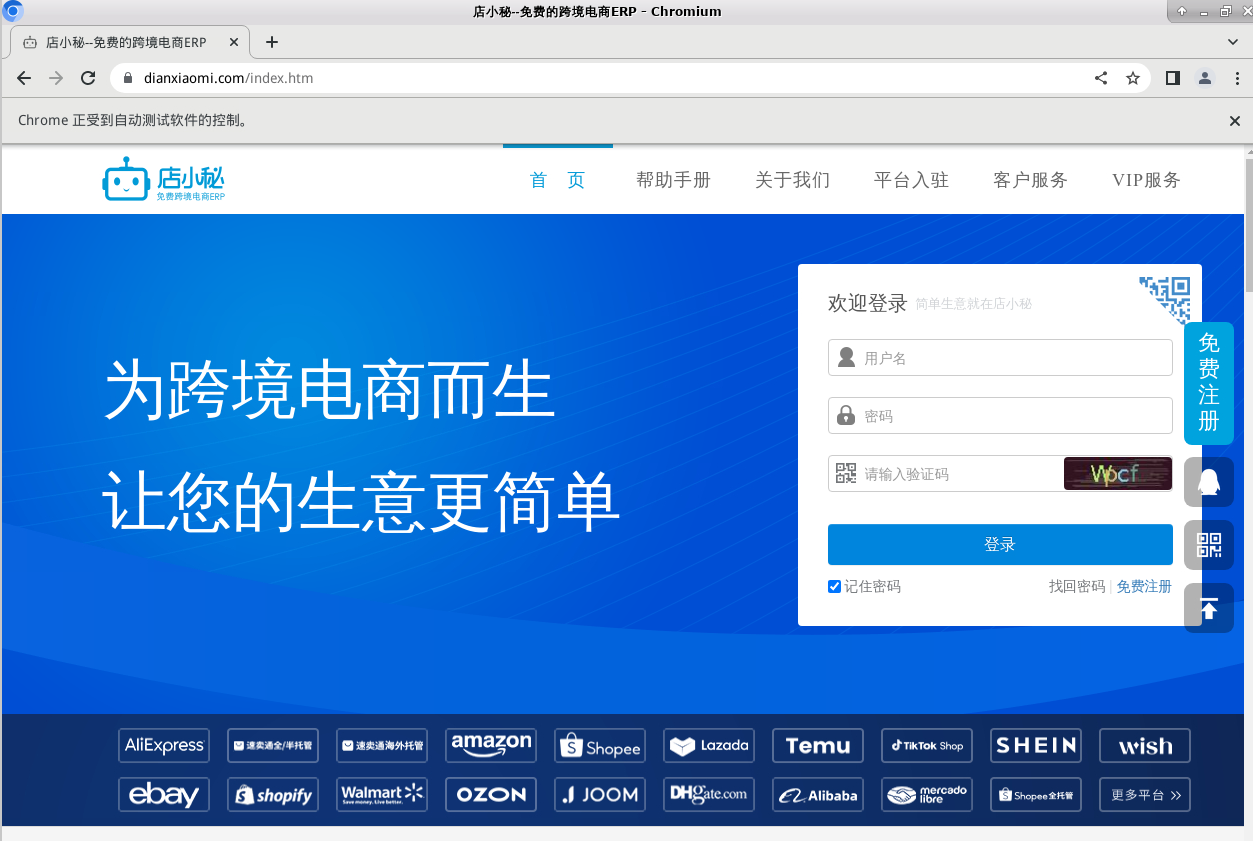 店小秘--免费的跨境电商ERP - Chromium
店小秘--免费的跨境电商ERP
dianxiaomi.com/index.htm
Chrome 正受到自动测试软件的控制。
店小秘
免费跨境电商ERP
首 页
帮助手册
关于我们
平台入驻
客户服务
VIP服务
为跨境电商而生
让您的生意更简单
欢迎登录 简单生意就在店小秘
用户名
密码
请输入验证码
Wpcf
登录
记住密码
找回密码 | 免费注册
免费注册
AliExpress
速卖通全/半托管
速卖通海外托管
amazon
Shopee
Lazada
Temu
TikTok Shop
SHEIN
wish
ebay
shopify
Walmart
Save money. Live better.
OZON
JOOM
DHgate.com
Alibaba
mercado libre
Shopee全托管
更多平台 >>